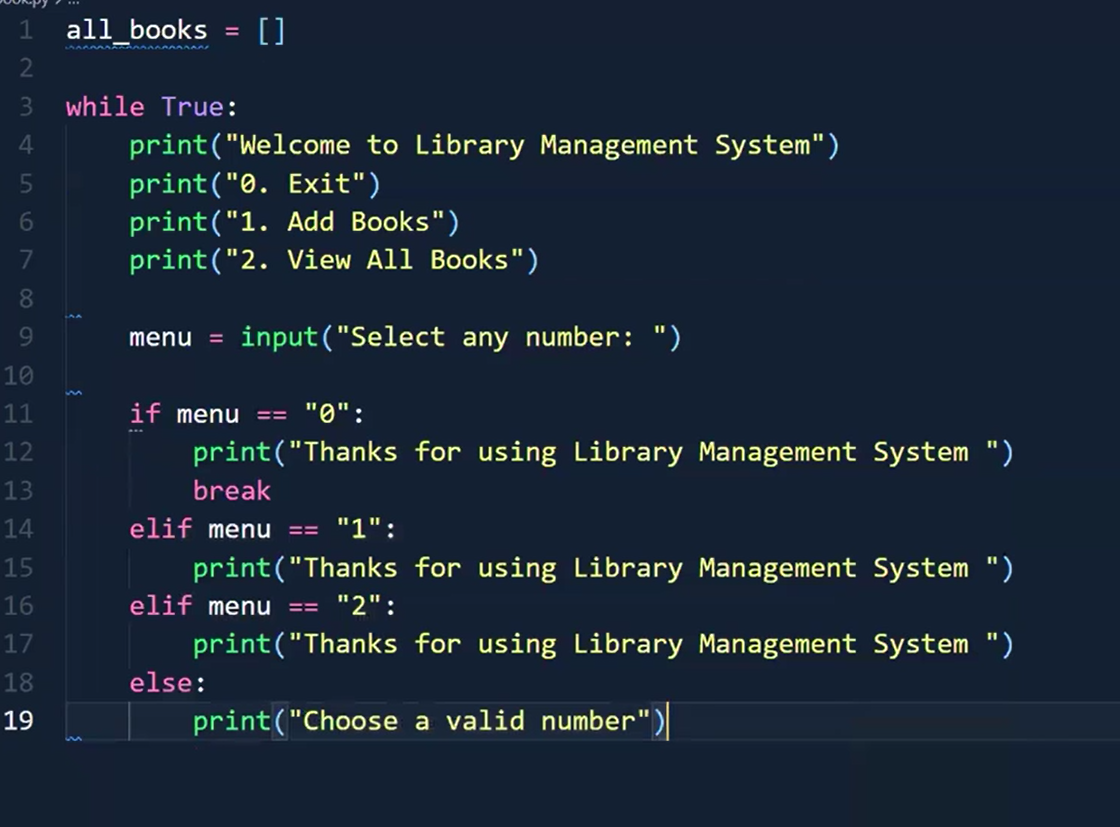 book.py > ...
1 all_books = []
2
3 while True:
4     print("Welcome to Library Management System")
5     print("0. Exit")
6     print("1. Add Books")
7     print("2. View All Books")
8
9     menu = input("Select any number: ")
10
11     if menu == "0":
12         print("Thanks for using Library Management System ")
13         break
14     elif menu == "1":
15         print("Thanks for using Library Management System ")
16     elif menu == "2":
17         print("Thanks for using Library Management System ")
18     else:
19         print("Choose a valid number")